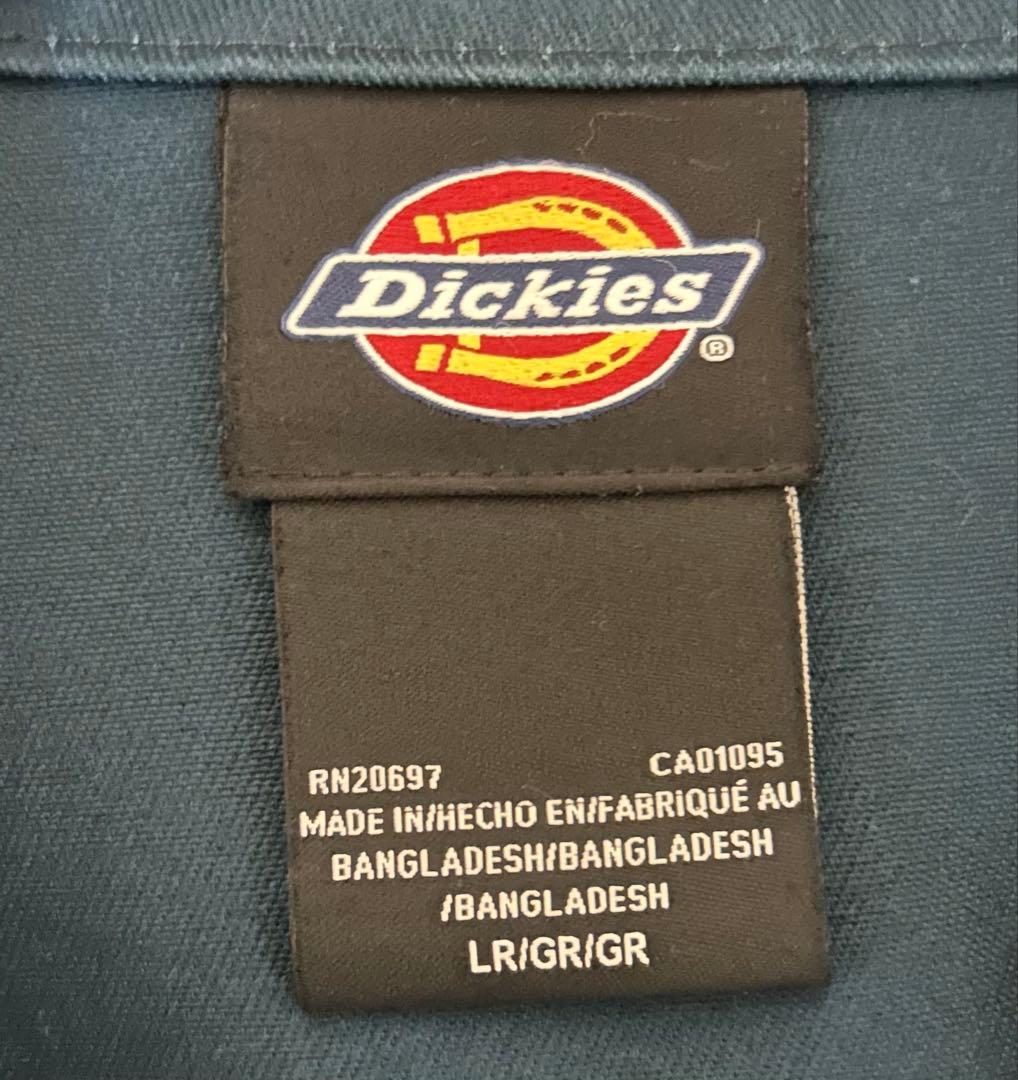 Dickies
®
RN20697 CA01095
MADE IN/HECHO EN/FABRIQUÉ AU
BANGLADESH/BANGLADESH
/BANGLADESH
LR/GR/GR